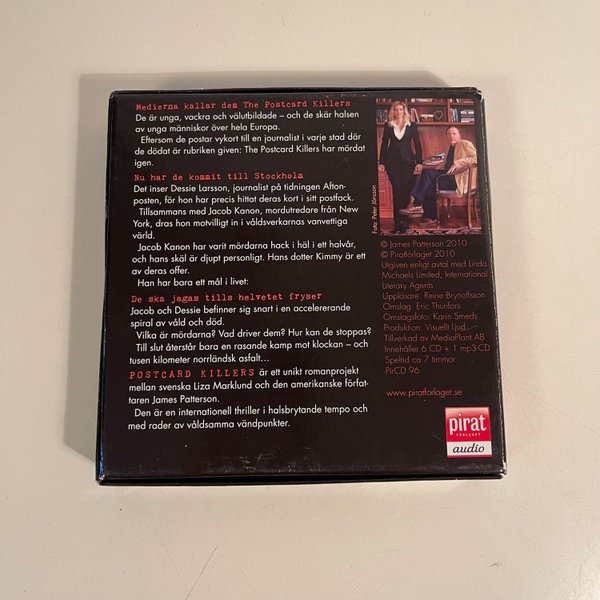 Medierna kallar dem The Postcard Killers
De är unga, vackra och välutbildade – och de skär halsen
av unga människor över hela Europa.
Eftersom de postar vykort till en journalist i varje stad där
de dödat är rubriken given: The Postcard Killers har mördat
igen.
Nu har de kommit till Stockholm
Det inser Dessie Larsson, journalist på tidningen Afton-
posten, för hon har precis hittat deras kort i sitt postfack.
Tillsammans med Jacob Kanon, mordutredare från New
York, dras hon motvilligt in i våldsverkarnas vanvettiga
värld.
Jacob Kanon har varit mördarna hack i häl i ett halvår,
och hans skäl är djupt personligt. Hans dotter Kimmy är ett
av deras offer.
Han har bara ett mål i livet:
De ska jagas tills helvetet fryser
Jacob och Dessie befinner sig snart i en accelererande
spiral av våld och död.
Vilka är mördarna? Vad driver dem? Hur kan de stoppas?
Till slut återstår bara en rasande kamp mot klockan – och
tusen kilometer norrländsk asfalt...
POSTCARD KILLERS är ett unikt romanprojekt
mellan svenska Liza Marklund och den amerikanske förfat-
taren James Patterson.
Den är en internationell thriller i halsbrytande tempo och
med rader av våldsamma vändpunkter.
Foto: Peter Jönsson
© James Patterson 2010
© Piratförlaget 2010
Utgiven enligt avtal med Linda
Michaels Limited, International
Literary Agents
Uppläsare: Reine Brynolfsson
Omslag: Eric Thunfors
Omslagsfoto: Karin Smeds
Produktion: Visuellt Ljud
Tillverkad av MediaPlant AB
Innehåller 6 CD + 1 mp3-CD
Speltid ca 7 timmar
PirCD 96
www.piratforlaget.se
pirat
FÖRLAGET
audio